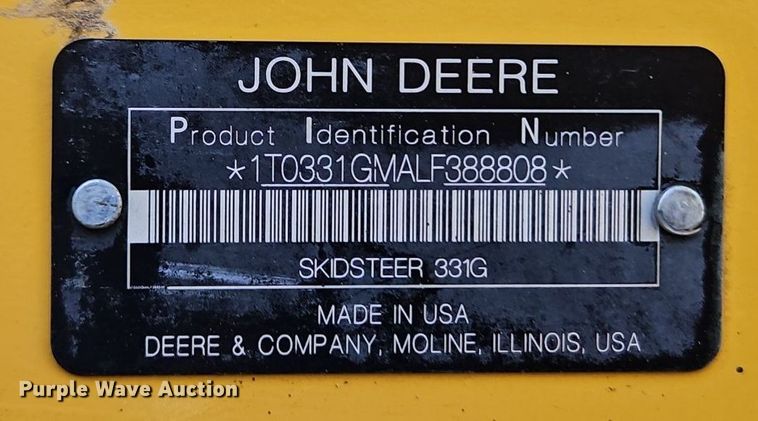 JOHN DEERE
Product Identification Number
*1T0331GMALF388808*
SKIDSTEER 331G
MADE IN USA
DEERE & COMPANY, MOLINE, ILLINOIS, USA
Purple Wave Auction